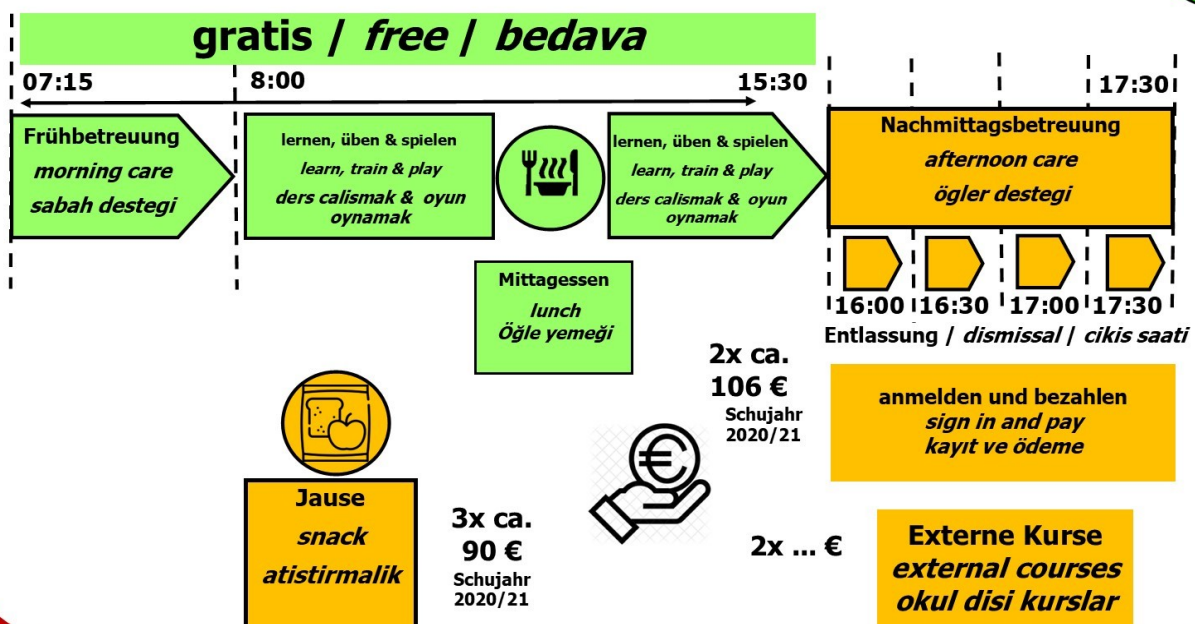 gratis / free / bedava
07:15
8:00
15:30
17:30
Frühbetreuung
morning care
sabah destegi
lernen, üben & spielen
learn, train & play
ders calismak & oyun
oynamak
lernen, üben & spielen
learn, train & play
ders calismak & oyun
oynamak
Nachmittagsbetreuung
afternoon care
ögler destegi
16:00
16:30
17:00
17:30
Entlassung / dismissal / cikis saati
Mittagessen
lunch
Öğle yemeği
2x ca.
106 €
Schujahr
2020/21
anmelden und bezahlen
sign in and pay
kayıt ve ödeme
Jause
snack
atistirmalik
3x ca.
90 €
Schujahr
2020/21
€
2x ... €
Externe Kurse
external courses
okul disi kurslar